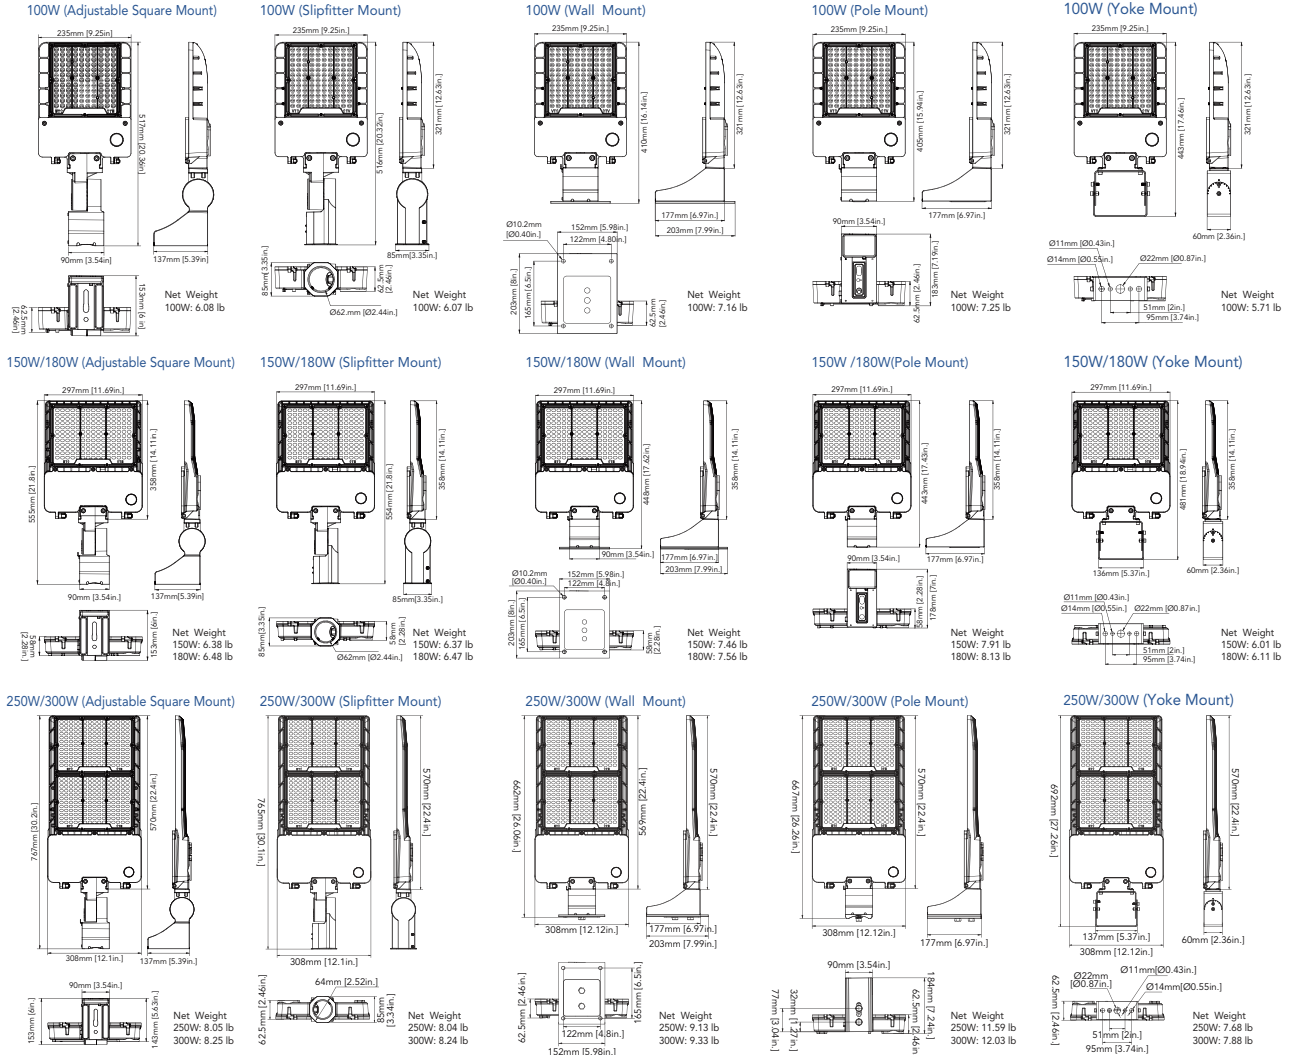 100W (Adjustable Square Mount)
235mm [9.25in]
517mm [20.36in]
321mm [12.63in.]
90mm [3.54in]
137mm [5.39in]
62.5mm [2.46in]
153mm [6in]
Net Weight
100W: 6.08 lb
100W (Slipfitter Mount)
235mm [9.25in.]
516mm [20.32in]
321mm [12.63in.]
85mm[3.35in.]
85mm[3.35in.]
62.5mm [2.46in.]
Ø62.mm [Ø2.44in.]
Net Weight
100W: 6.07 lb
100W (Wall Mount)
235mm [9.25in.]
410mm [16.14in.]
321mm [12.63in.]
177mm [6.97in.]
203mm [7.99in.]
Ø10.2mm
[Ø0.40in.]
152mm [5.98in.]
122mm [4.80in.]
203mm [8in.]
165mm [6.5in.]
62.5mm [2.46in.]
Net Weight
100W: 7.16 lb
100W (Pole Mount)
235mm [9.25in.]
405mm [15.94in.]
321mm [12.63in.]
177mm [6.97in.]
90mm [3.54in.]
62.5mm [2.46in.]
183mm [7.19in.]
Net Weight
100W: 7.25 lb
100W (Yoke Mount)
235mm [9.25in.]
443mm [17.46in]
321mm [12.63in.]
60mm [2.36in.]
Ø11mm [Ø0.43in.]
Ø14mm[Ø0.55in.]
Ø22mm [Ø0.87in.]
51mm [2in.]
95mm [3.74in.]
Net Weight
100W: 5.71 lb
150W/180W (Adjustable Square Mount)
297mm [11.69in.]
555mm [21.8in.]
358mm [14.11in.]
90mm [3.54in.]
137mm[5.39in]
58mm [2.28in.]
153mm [6in.]
Net Weight
150W: 6.38 lb
180W: 6.48 lb
150W/180W (Slipfitter Mount)
297mm [11.69in.]
554mm [21.8in.]
358mm [14.11in.]
85mm[3.35in.]
85mm[3.35in]
58mm [2.28in.]
Ø62mm [Ø2.44in.]
Net Weight
150W: 6.37 lb
180W: 6.47 lb
150W/180W (Wall Mount)
297mm [11.69in.]
448mm [17.62in]
358mm [14.11in.]
90mm [3.54in.]
177mm [6.97in.]
203mm [7.99in.]
Ø10.2mm
[Ø0.40in.]
152mm [5.98in.]
122mm [4.8in.]
203mm [8in.]
165mm [6.5in.]
58mm [2.28in.]
Net Weight
150W: 7.46 lb
180W: 7.56 lb
150W /180W(Pole Mount)
297mm [11.69in.]
443mm [17.43in]
358mm [14.11in.]
90mm [3.54in.]
177mm [6.97in.]
58mm [2.28in.]
178mm [7in.]
Net Weight
150W: 7.91 lb
180W: 8.13 lb
150W/180W (Yoke Mount)
297mm [11.69in.]
481mm [18.94in.]
358mm [14.11in.]
136mm [5.37in.]
60mm [2.36in.]
Ø11mm [Ø0.43in.]
Ø14mm[Ø0.55in.]
Ø22mm [Ø0.87in.]
51mm [2in.]
95mm [3.74in.]
Net Weight
150W: 6.01 lb
180W: 6.11 lb
250W/300W (Adjustable Square Mount)
767mm [30.2in.]
570mm [22.4in.]
308mm [12.1in.]
137mm [5.39in.]
90mm [3.54in.]
153mm [6in.]
143mm [5.63in.]
Net Weight
250W: 8.05 lb
300W: 8.25 lb
250W/300W (Slipfitter Mount)
765mm [30.1in.]
570mm [22.4in.]
308mm [12.1in.]
64mm [2.52in.]
62.5mm [2.46in.]
85mm [3.34in.]
Net Weight
250W: 8.04 lb
300W: 8.24 lb
250W/300W (Wall Mount)
662mm [26.06in.]
569mm [22.4in.]
570mm [22.4in.]
308mm [12.12in.]
177mm [6.97in.]
203mm [7.99in.]
62.5mm [2.46in.]
165mm [6.5in.]
122mm [4.8in.]
152mm [5.98in.]
Net Weight
250W: 9.13 lb
300W: 9.33 lb
250W/300W (Pole Mount)
667mm [26.26in.]
570mm [22.4in.]
308mm [12.12in.]
177mm [6.97in.]
90mm [3.54in.]
77mm [3.04in.]
32mm [1.27in.]
62.5mm [2.46in.]
184mm [7.24in.]
Net Weight
250W: 11.59 lb
300W: 12.03 lb
250W/300W (Yoke Mount)
692mm [27.26in.]
570mm [22.4in.]
137mm [5.37in.]
308mm [12.12in.]
60mm [2.36in.]
Ø22mm
[Ø0.87in.]
Ø11mm[Ø0.43in.]
Ø14mm[Ø0.55in.]
62.5mm [2.46in.]
51mm [2in.]
95mm [3.74in.]
Net Weight
250W: 7.68 lb
300W: 7.88 lb